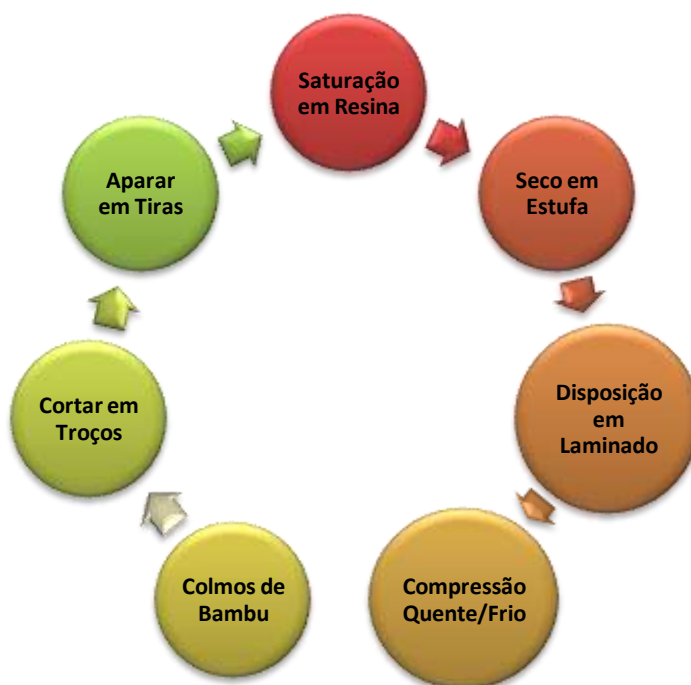 Saturação
em Resina
Seco em
Estufa
Disposição
em
Laminado
Compressão
Quente/Frio
Colmos de
Bambu
Cortar em
Troços
Aparar
em Tiras